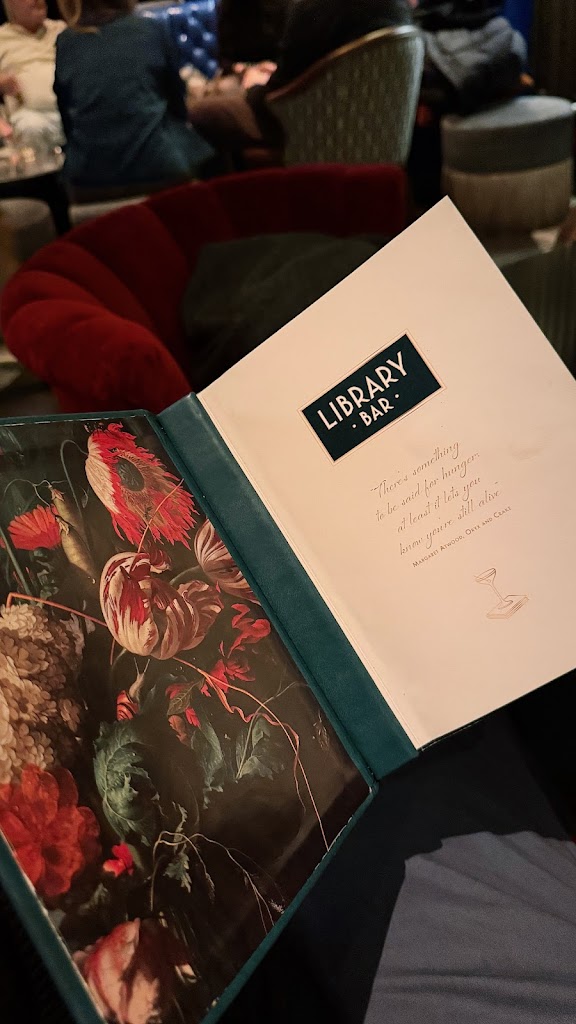 LIBRARY
· BAR ·
"There's something
to be said for hunger:
at least it lets you
know you're still alive"
MARGARET ATWOOD, ORYX AND CRAKE